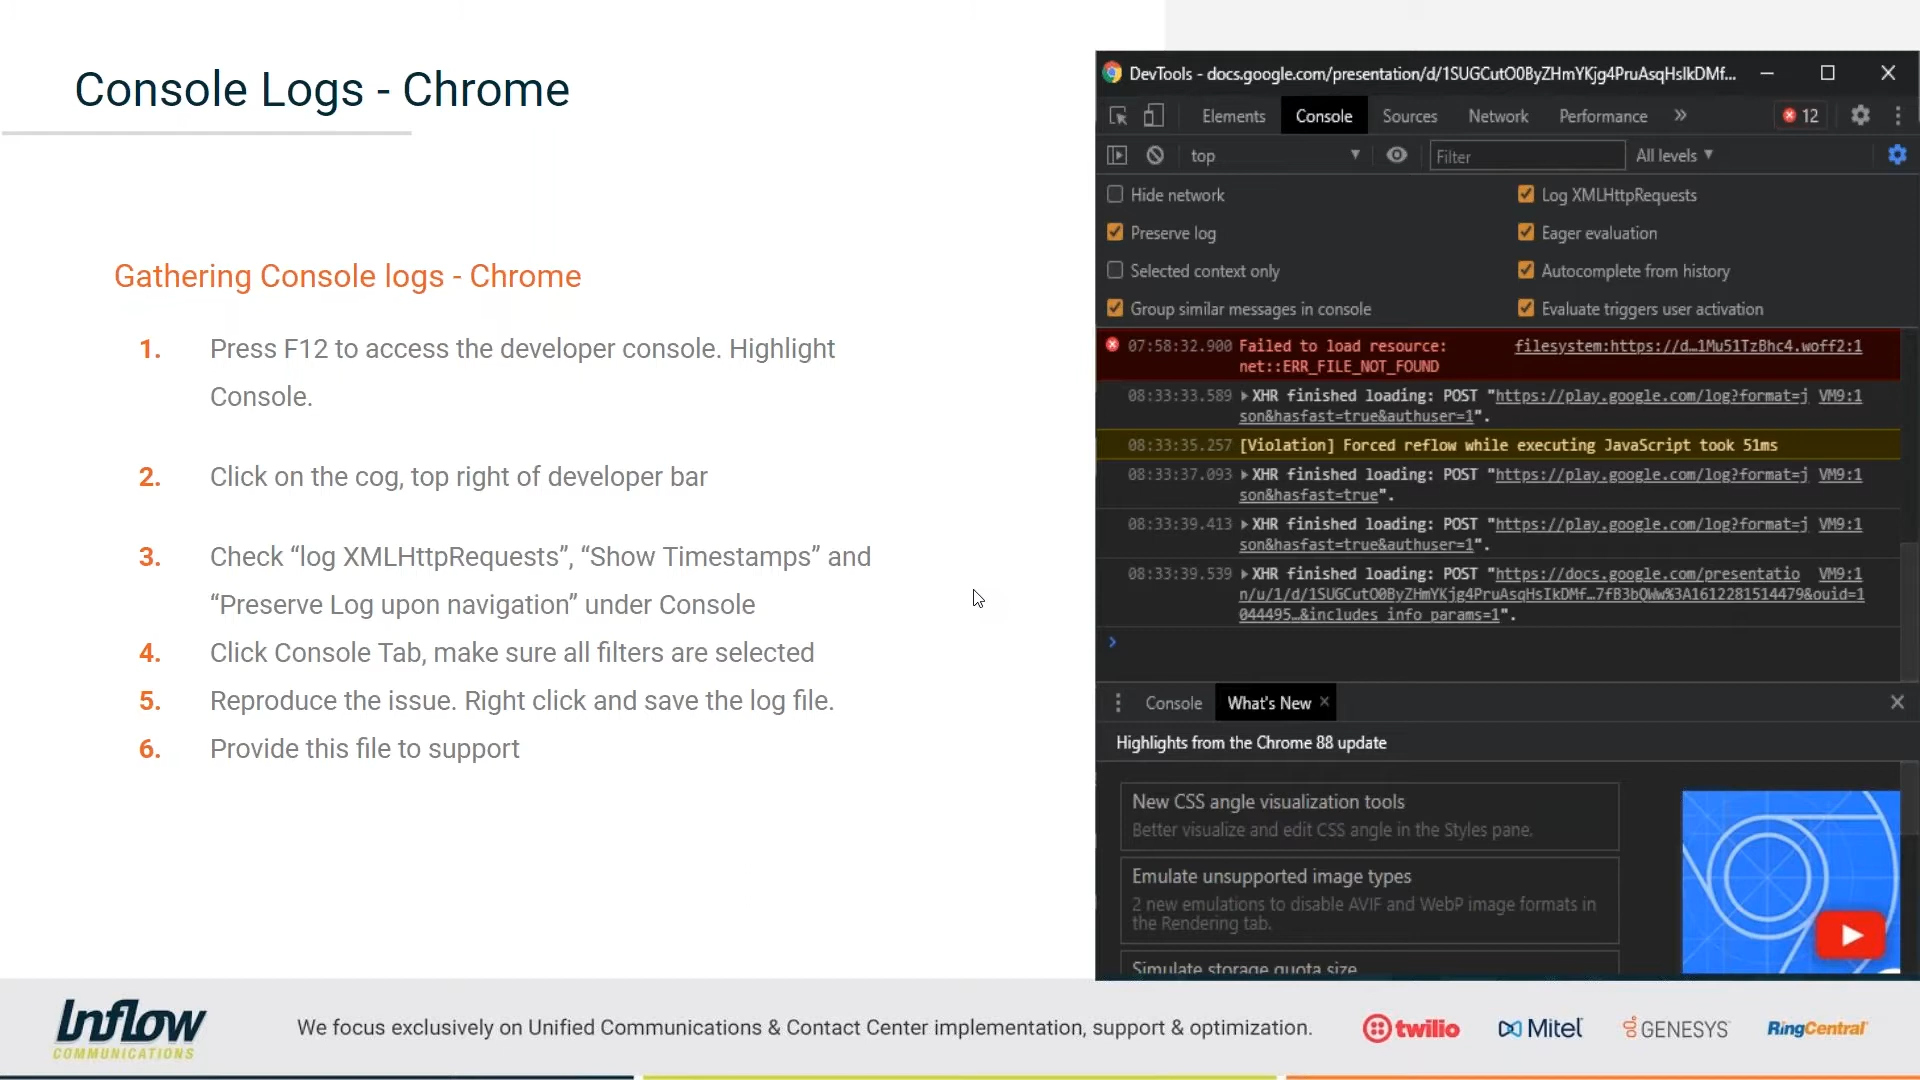 Console Logs - Chrome
Gathering Console logs - Chrome
1. Press F12 to access the developer console. Highlight
Console.
2. Click on the cog, top right of developer bar
3. Check “log XMLHttpRequests”, “Show Timestamps” and
“Preserve Log upon navigation” under Console
4. Click Console Tab, make sure all filters are selected
5. Reproduce the issue. Right click and save the log file.
6. Provide this file to support
DevTools - docs.google.com/presentation/d/1SUGCutO0ByZHmYKjg4PruAsqHsIkDMf...
Elements Console Sources Network Performance » 12
top Filter All levels
Hide network Log XMLHttpRequests
Preserve log Eager evaluation
Selected context only Autocomplete from history
Group similar messages in console Evaluate triggers user activation
07:58:32.900 Failed to load resource: filesystem:https://d…1Mu51TzBhc4.woff2:1
net::ERR_FILE_NOT_FOUND
08:33:33.589 XHR finished loading: POST "https://play.google.com/log?format=j VM9:1
son&hasfast=true&authuser=1".
08:33:35.257 [Violation] Forced reflow while executing JavaScript took 51ms
08:33:37.093 XHR finished loading: POST "https://play.google.com/log?format=j VM9:1
son&hasfast=true".
08:33:39.413 XHR finished loading: POST "https://play.google.com/log?format=j VM9:1
son&hasfast=true&authuser=1".
08:33:39.539 XHR finished loading: POST "https://docs.google.com/presentatio VM9:1
n/u/1/d/1SUGCutO0ByZHmYKjg4PruAsqHsIkDMf…7fB3bQWw%3A1612281514479&ouid=1
044495…&includes_info_params=1".
Console What's New
Highlights from the Chrome 88 update
New CSS angle visualization tools
Better visualize and edit CSS angle in the Styles pane.
Emulate unsupported image types
2 new emulations to disable AVIF and WebP image formats in
the Rendering tab.
Simulate storage quota size
Inflow
COMMUNICATIONS
We focus exclusively on Unified Communications & Contact Center implementation, support & optimization.
twilio
Mitel
GENESYS
RingCentral